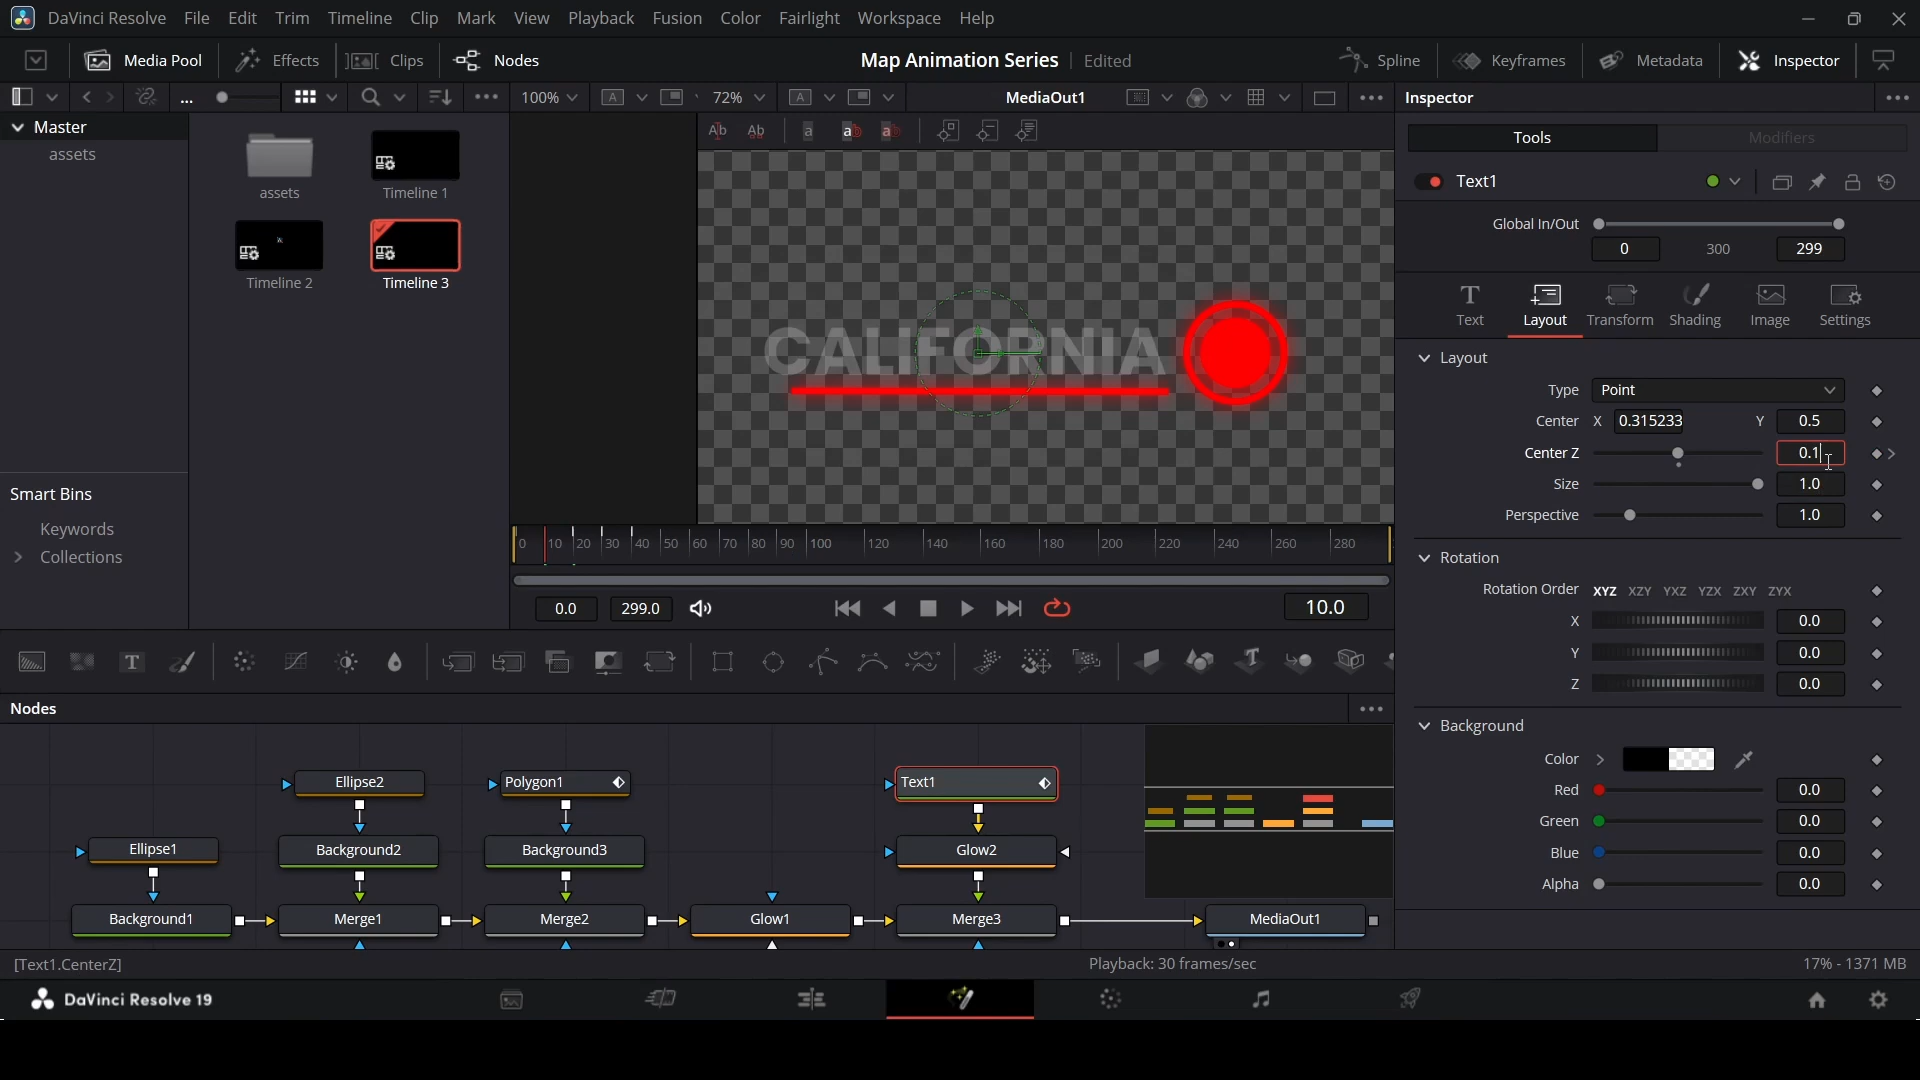 DaVinci Resolve File Edit Trim Timeline Clip Mark View Playback Fusion Color Fairlight Workspace Help
Media Pool Effects Clips Nodes Map Animation Series Edited Spline Keyframes Metadata Inspector
... 100% 72% MediaOut1 Inspector
Master
assets
assets
Timeline 1
Timeline 2
Timeline 3
Smart Bins
Keywords
Collections
CALIFORNIA
0 10 20 30 40 50 60 70 80 90 100 120 140 160 180 200 220 240 260 280
0.0 299.0 10.0
Tools Modifiers
Text1
Global In/Out
0 300 299
Text Layout Transform Shading Image Settings
Layout
Type Point
Center X 0.315233 Y 0.5
Center Z 0.1
Size 1.0
Perspective 1.0
Rotation
Rotation Order XYZ XZY YXZ YZX ZXY ZYX
X 0.0
Y 0.0
Z 0.0
Background
Color
Red 0.0
Green 0.0
Blue 0.0
Alpha 0.0
Nodes
Ellipse2 Polygon1 Text1
Ellipse1 Background2 Background3 Glow2
Background1 Merge1 Merge2 Glow1 Merge3 MediaOut1
[Text1.CenterZ] Playback: 30 frames/sec 17% - 1371 MB
DaVinci Resolve 19